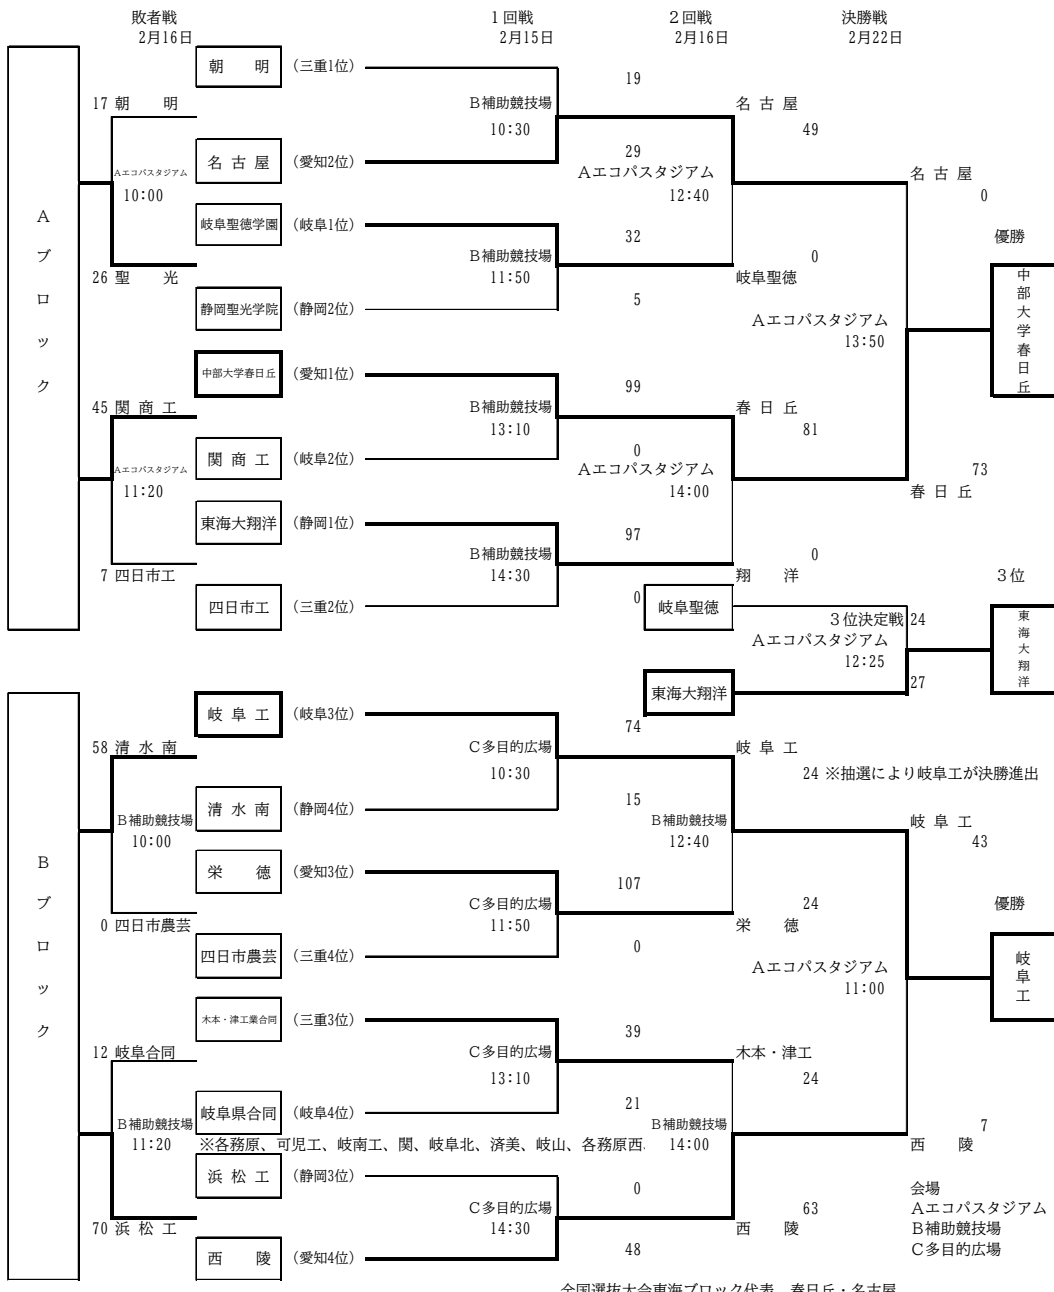 敗者戦 1回戦 2回戦 決勝戦
2月16日 2月15日 2月16日 2月22日
Aブロック
朝 明 (三重1位)
19
17 朝 明
B補助競技場
10:30
名 古 屋
49
名 古 屋 (愛知2位)
29
Aエコパスタジアム
10:00
Aエコパスタジアム
12:40
名 古 屋
0
岐阜聖徳学園 (岐阜1位)
32
優勝
26 聖 光
B補助競技場
11:50
0
岐阜聖徳
中部大学春日丘
静岡聖光学院 (静岡2位)
5
Aエコパスタジアム
13:50
中部大学春日丘 (愛知1位)
99
45 関 商 工
B補助競技場
13:10
春 日 丘
81
関 商 工 (岐阜2位)
0
Aエコパスタジアム
11:20
Aエコパスタジアム
14:00
73
春 日 丘
東海大翔洋 (静岡1位)
97
7 四日市工
B補助競技場
14:30
0
翔 洋
3位
四日市工 (三重2位)
0
岐阜聖徳
3位決定戦 24
Aエコパスタジアム
12:25
東海大翔洋
東海大翔洋
27
Bブロック
岐 阜 工 (岐阜3位)
74
58 清 水 南
C多目的広場
10:30
岐 阜 工
24 ※抽選により岐阜工が決勝進出
清 水 南 (静岡4位)
15
B補助競技場
10:00
B補助競技場
12:40
岐 阜 工
43
栄 徳 (愛知3位)
107
0 四日市農芸
C多目的広場
11:50
24
栄 徳
優勝
四日市農芸 (三重4位)
0
Aエコパスタジアム
11:00
岐阜工
木本・津工業合同 (三重3位)
39
12 岐阜合同
C多目的広場
13:10
木本・津工
24
岐阜県合同 (岐阜4位)
21
B補助競技場
11:20
※各務原、可児工、岐南工、関、岐阜北、済美、岐山、各務原西
B補助競技場
14:00
7
西 陵
浜 松 工 (静岡3位)
0
70 浜 松 工
C多目的広場
14:30
63
西 陵
西 陵 (愛知4位)
48
会場
Aエコパスタジアム
B補助競技場
C多目的広場
全国選抜大会東海ブロック代表 春日丘・名古屋